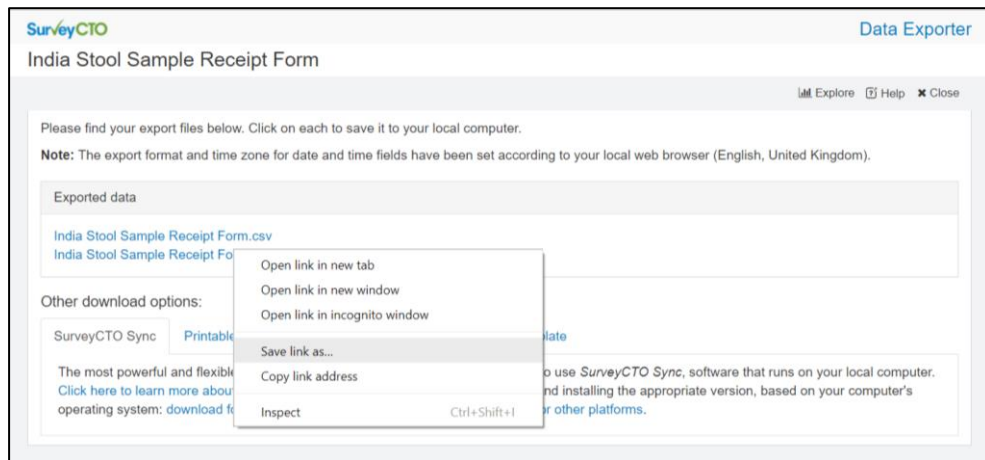 SurveyCTO
Data Exporter
India Stool Sample Receipt Form
Explore Help Close
Please find your export files below. Click on each to save it to your local computer.
Note: The export format and time zone for date and time fields have been set according to your local web browser (English, United Kingdom).
Exported data
India Stool Sample Receipt Form.csv
India Stool Sample Receipt Fo
Open link in new tab
Open link in new window
Open link in incognito window
Save link as...
Copy link address
Inspect Ctrl+Shift+I
Other download options:
SurveyCTO Sync Printable late
The most powerful and flexible o use SurveyCTO Sync, software that runs on your local computer.
Click here to learn more abou nd installing the appropriate version, based on your computer's
operating system: download fo r other platforms.